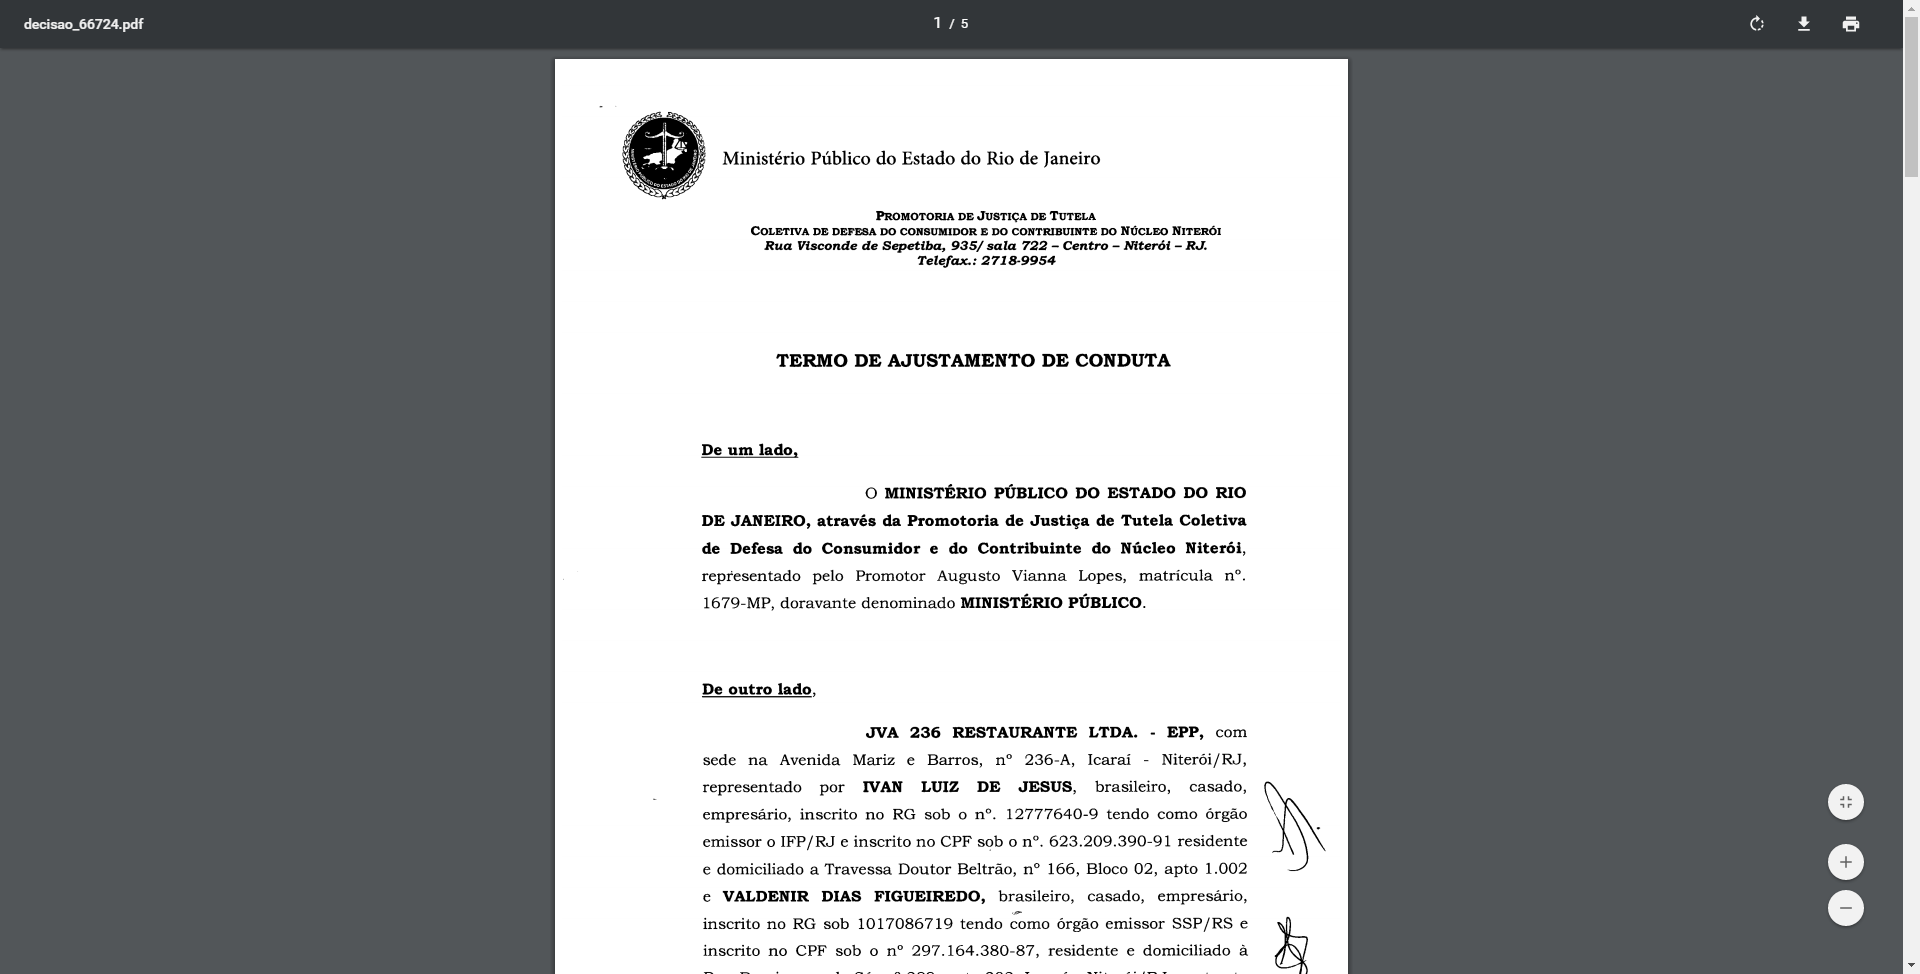 decisao_66724.pdf
1 / 5
Ministério Público do Estado do Rio de Janeiro
PROMOTORIA DE JUSTIÇA DE TUTELA
COLETIVA DE DEFESA DO CONSUMIDOR E DO CONTRIBUINTE DO NÚCLEO NITERÓI
Rua Visconde de Sepetiba, 935/ sala 722 – Centro – Niterói – RJ.
Telefax.: 2718-9954
TERMO DE AJUSTAMENTO DE CONDUTA
De um lado,
O MINISTÉRIO PÚBLICO DO ESTADO DO RIO
DE JANEIRO, através da Promotoria de Justiça de Tutela Coletiva
de Defesa do Consumidor e do Contribuinte do Núcleo Niterói,
representado pelo Promotor Augusto Vianna Lopes, matrícula nº.
1679-MP, doravante denominado MINISTÉRIO PÚBLICO.
De outro lado,
JVA 236 RESTAURANTE LTDA. - EPP, com
sede na Avenida Mariz e Barros, nº 236-A, Icaraí - Niterói/RJ,
representado por IVAN LUIZ DE JESUS, brasileiro, casado,
empresário, inscrito no RG sob o nº. 12777640-9 tendo como órgão
emissor o IFP/RJ e inscrito no CPF sob o nº. 623.209.390-91 residente
e domiciliado a Travessa Doutor Beltrão, nº 166, Bloco 02, apto 1.002
e VALDENIR DIAS FIGUEIREDO, brasileiro, casado, empresário,
inscrito no RG sob 1017086719 tendo como órgão emissor SSP/RS e
inscrito no CPF sob o nº 297.164.380-87, residente e domiciliado à